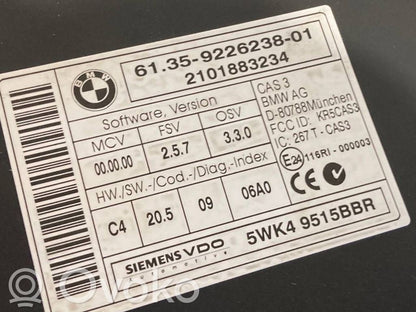 BMW
61.35-9226238-01
2101883234
Software, Version
MCV FSV OSV
00.00.00 2.5.7 3.3.0
HW./SW.-/Cod.-/Diag.-Index
C4 20.5 09 06A0
CAS 3
BMW AG
D-80788München
FCC ID: KR5CAS3
IC: 267T-CAS3
E24 116RI-000003
CE
SIEMENS VDO
Automotive
5WK4 9515BBR
Ovoko